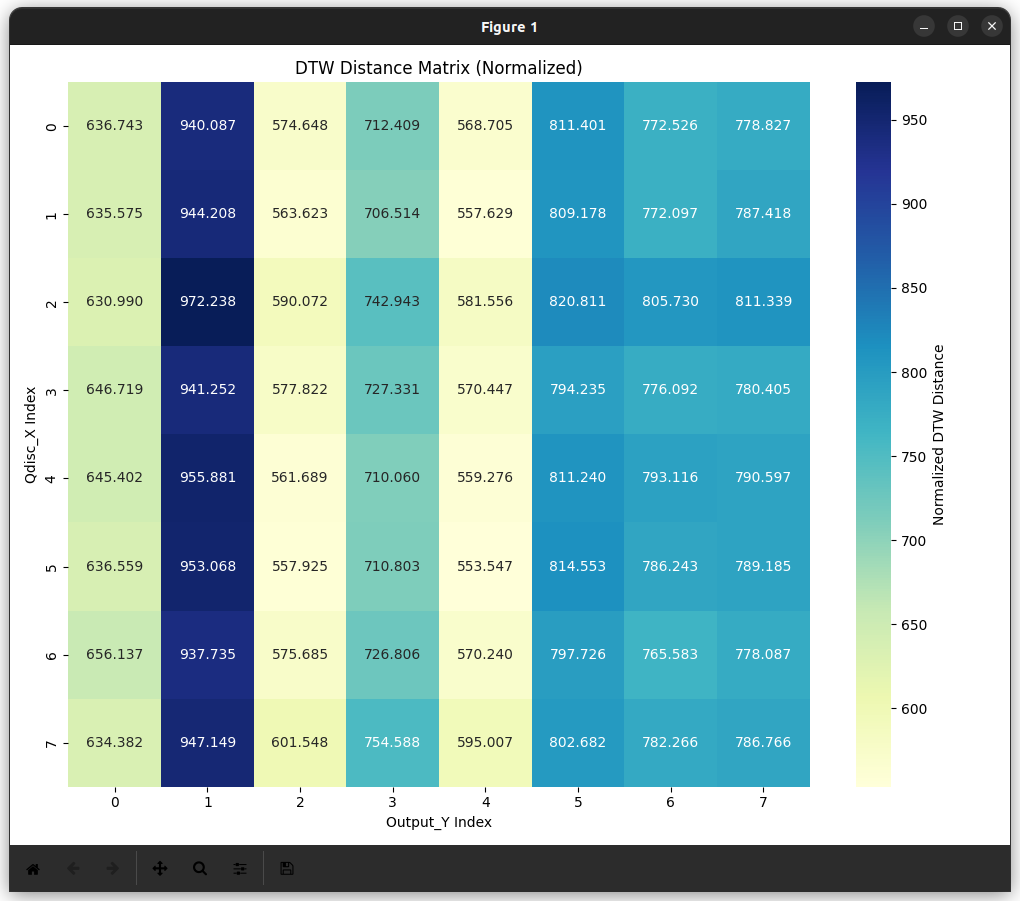 Figure 1
DTW Distance Matrix (Normalized)
0 636.743 940.087 574.648 712.409 568.705 811.401 772.526 778.827
1 635.575 944.208 563.623 706.514 557.629 809.178 772.097 787.418
2 630.990 972.238 590.072 742.943 581.556 820.811 805.730 811.339
3 646.719 941.252 577.822 727.331 570.447 794.235 776.092 780.405
4 645.402 955.881 561.689 710.060 559.276 811.240 793.116 790.597
5 636.559 953.068 557.925 710.803 553.547 814.553 786.243 789.185
6 656.137 937.735 575.685 726.806 570.240 797.726 765.583 778.087
7 634.382 947.149 601.548 754.588 595.007 802.682 782.266 786.766
0 1 2 3 4 5 6 7
Output_Y Index
Qdisc_X Index
950
900
850
800
750
700
650
600
Normalized DTW Distance